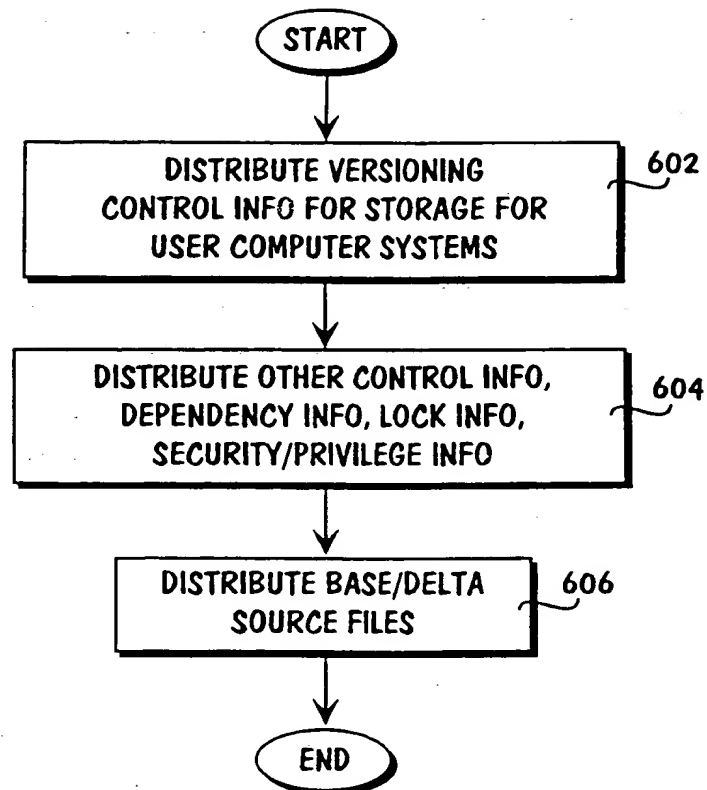 START
DISTRIBUTE VERSIONING
CONTROL INFO FOR STORAGE FOR
USER COMPUTER SYSTEMS
602
DISTRIBUTE OTHER CONTROL INFO,
DEPENDENCY INFO, LOCK INFO,
SECURITY/PRIVILEGE INFO
604
DISTRIBUTE BASE/DELTA
SOURCE FILES
606
END